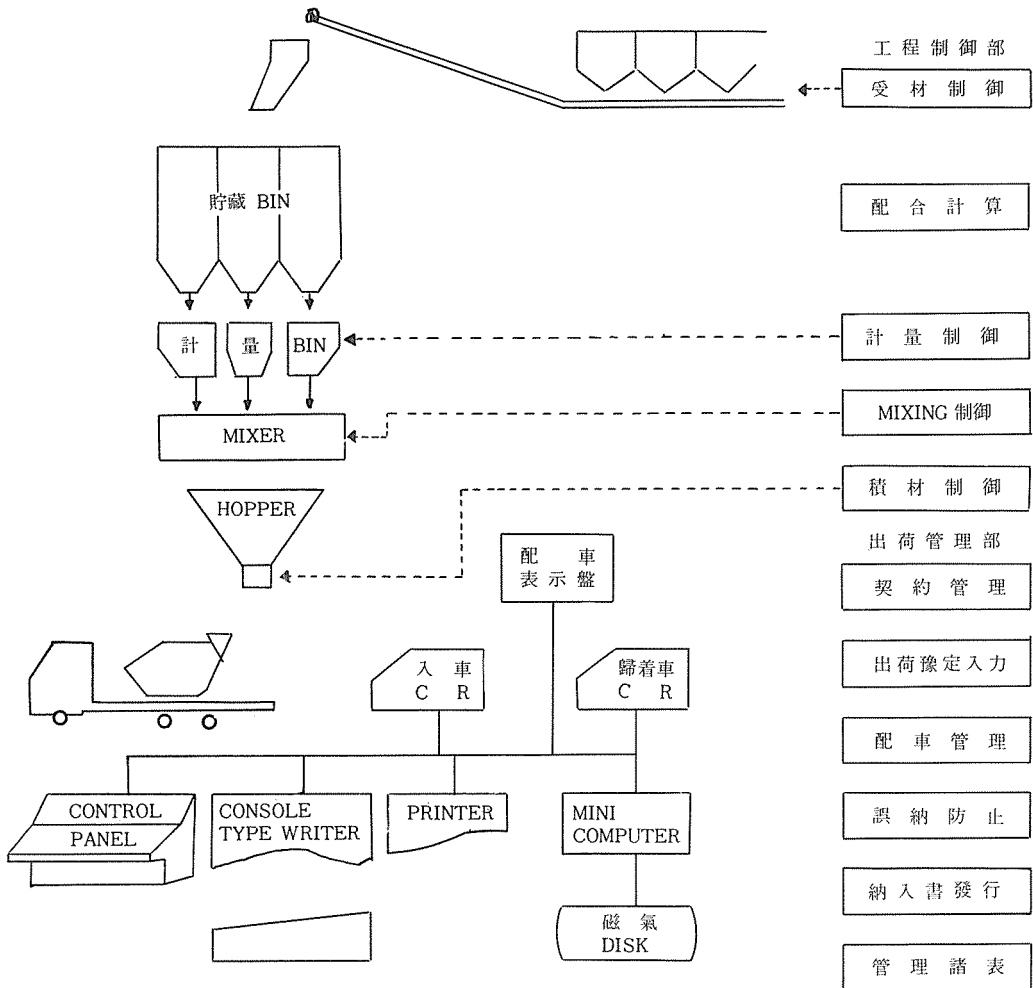 工程制御部
受材制御
貯藏 BIN
配合計算
計 量 BIN
計量制御
MIXER
MIXING 制御
HOPPER
積材制御
配車
表示盤
出荷管理部
契約管理
入車
C R
歸着車
C R
出荷豫定入力
配車管理
CONTROL
PANEL
CONSOLE
TYPE WRITER
PRINTER
MINI
COMPUTER
誤納防止
納入書發行
磁氣
DISK
管理諸表